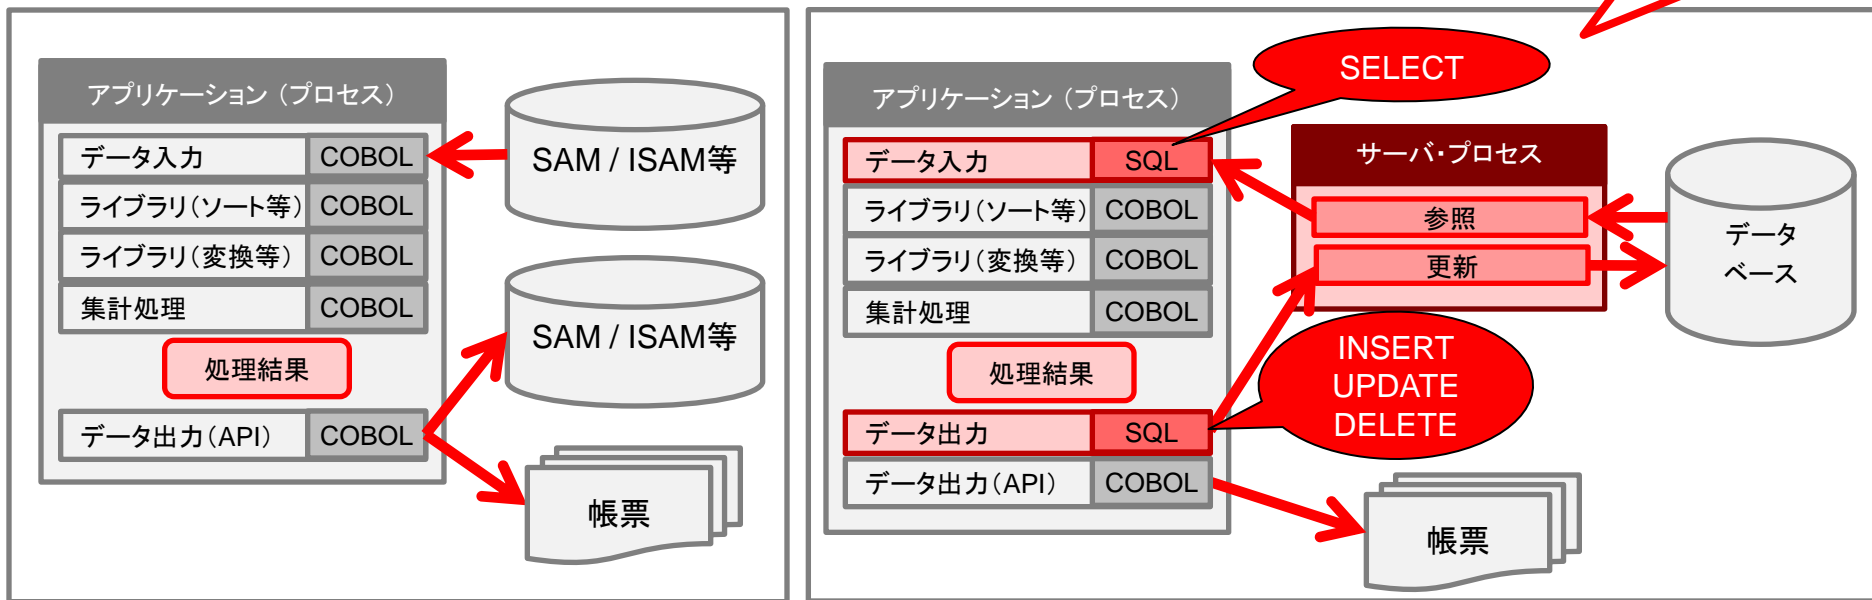 アプリケーション（プロセス）
データ入力 COBOL
ライブラリ（ソート等） COBOL
ライブラリ（変換等） COBOL
集計処理 COBOL
処理結果
データ出力（API） COBOL
SAM / ISAM等
SAM / ISAM等
帳票
アプリケーション（プロセス）
データ入力 SQL
ライブラリ（ソート等） COBOL
ライブラリ（変換等） COBOL
集計処理 COBOL
処理結果
データ出力 SQL
データ出力（API） COBOL
SELECT
サーバ・プロセス
参照
更新
INSERT
UPDATE
DELETE
データ
ベース
帳票